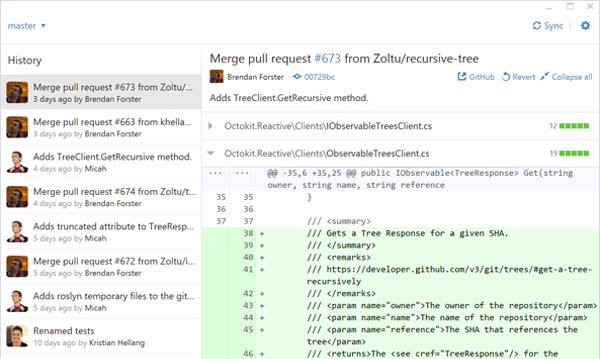 master
Sync
History
Merge pull request #673 from Zoltu/...
3 days ago by Brendan Forster
Merge pull request #663 from khella...
3 days ago by Brendan Forster
Adds TreeClient.GetRecursive method.
4 days ago by Micah
Merge pull request #674 from Zoltu/t...
4 days ago by Brendan Forster
Adds truncated attribute to TreeResp...
5 days ago by Micah
Merge pull request #672 from Zoltu/i...
5 days ago by Brendan Forster
Adds roslyn temporary files to the git...
5 days ago by Micah
Renamed tests
10 days ago by Kristian Hellang
Merge pull request #673 from Zoltu/recursive-tree
Brendan Forster 00729bc GitHub Revert Collapse all
Adds TreeClient.GetRecursive method.
Octokit.Reactive\Clients\IObservableTreesClient.cs 12
Octokit.Reactive\Clients\ObservableTreesClient.cs 19
... ... @@ -35,6 +35,25 @@ public IObservable<TreeResponse> Get(string
owner, string name, string reference
35 35 }
36 36
37 37 /// <summary>
38 + /// Gets a Tree Response for a given SHA.
39 + /// </summary>
40 + /// <remarks>
41 + /// https://developer.github.com/v3/git/trees/#get-a-tree-
recursively
42 + /// </remarks>
43 + /// <param name="owner">The owner of the repository</param>
44 + /// <param name="name">The name of the repository</param>
45 + /// <param name="reference">The SHA that references the
tree</param>
46 + /// <returns>The <see cref="TreeResponse"/> for the